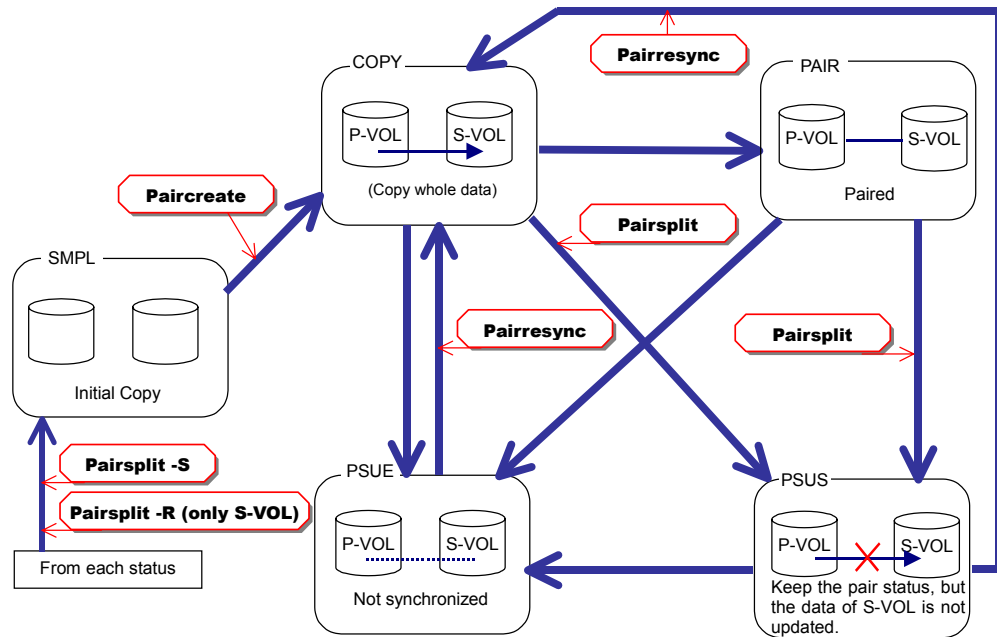 Pairresync
COPY
P-VOL
S-VOL
(Copy whole data)
PAIR
P-VOL
S-VOL
Paired
Paircreate
Pairsplit
SMPL
Initial Copy
Pairresync
Pairsplit
Pairsplit -S
Pairsplit -R (only S-VOL)
From each status
PSUE
P-VOL
S-VOL
Not synchronized
PSUS
P-VOL
S-VOL
Keep the pair status, but
the data of S-VOL is not
updated.